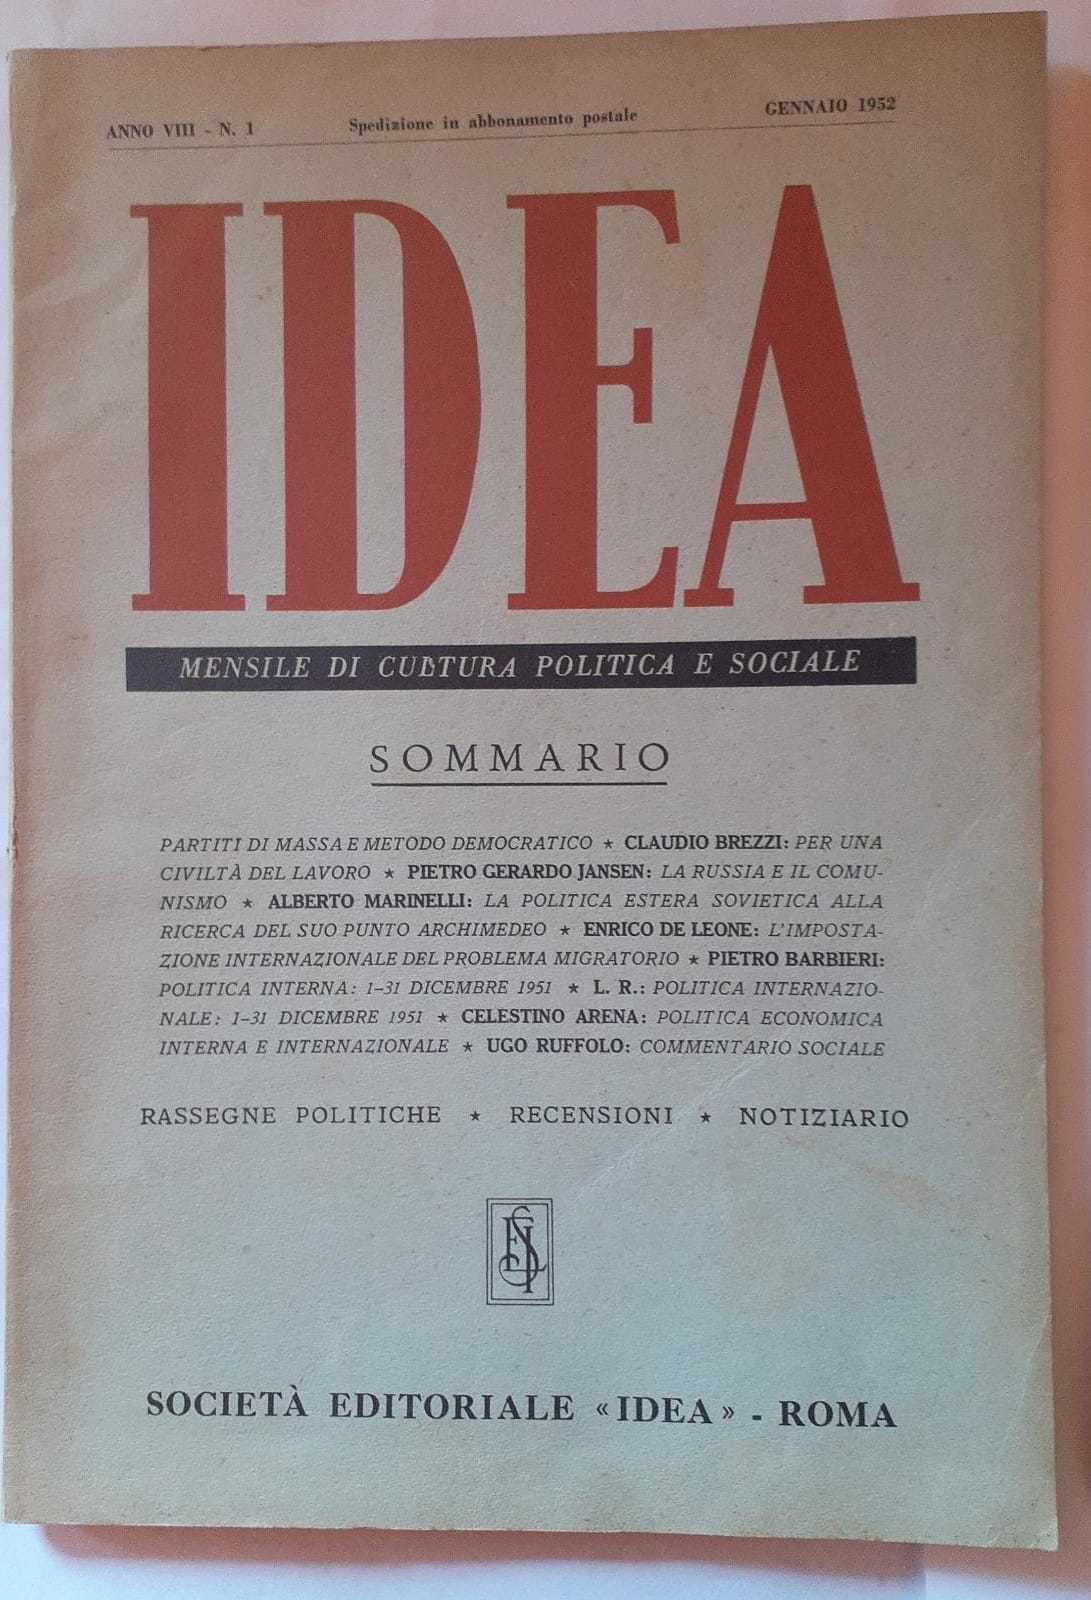 ANNO VIII - N. 1 Spedizione in abbonamento postale GENNAIO 1952
IDEA
MENSILE DI CULTURA POLITICA E SOCIALE
SOMMARIO
PARTITI DI MASSA E METODO DEMOCRATICO ★ CLAUDIO BREZZI: PER UNA
CIVILTÀ DEL LAVORO ★ PIETRO GERARDO JANSEN: LA RUSSIA E IL COMU-
NISMO ★ ALBERTO MARINELLI: LA POLITICA ESTERA SOVIETICA ALLA
RICERCA DEL SUO PUNTO ARCHIMEDEO ★ ENRICO DE LEONE: L'IMPOSTA-
ZIONE INTERNAZIONALE DEL PROBLEMA MIGRATORIO ★ PIETRO BARBIERI:
POLITICA INTERNA: 1-31 DICEMBRE 1951 ★ L. R.: POLITICA INTERNAZIO-
NALE: 1-31 DICEMBRE 1951 ★ CELESTINO ARENA: POLITICA ECONOMICA
INTERNA E INTERNAZIONALE ★ UGO RUFFOLO: COMMENTARIO SOCIALE
RASSEGNE POLITICHE ★ RECENSIONI ★ NOTIZIARIO
SOCIETÀ EDITORIALE «IDEA» - ROMA